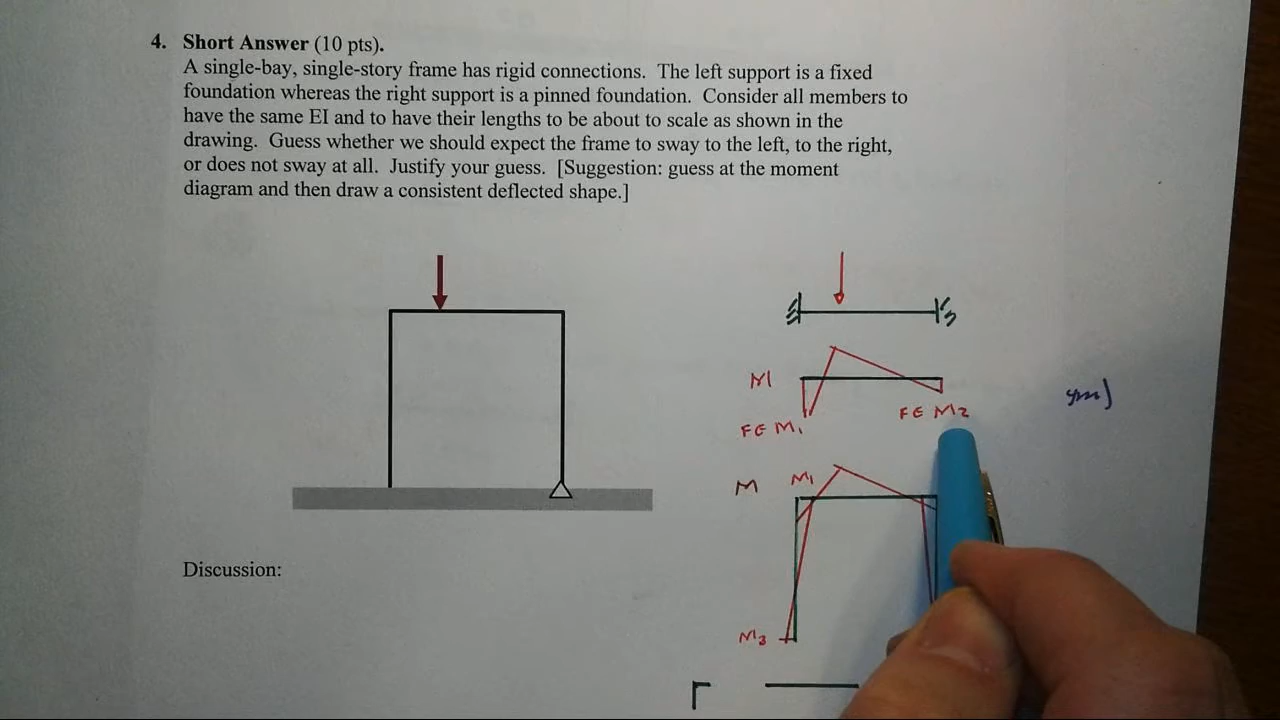 4. Short Answer (10 pts).
A single-bay, single-story frame has rigid connections. The left support is a fixed
foundation whereas the right support is a pinned foundation. Consider all members to
have the same EI and to have their lengths to be about to scale as shown in the
drawing. Guess whether we should expect the frame to sway to the left, to the right,
or does not sway at all. Justify your guess. [Suggestion: guess at the moment
diagram and then draw a consistent deflected shape.]
M
FEM1
FEM2
M
M1
M3
Discussion: